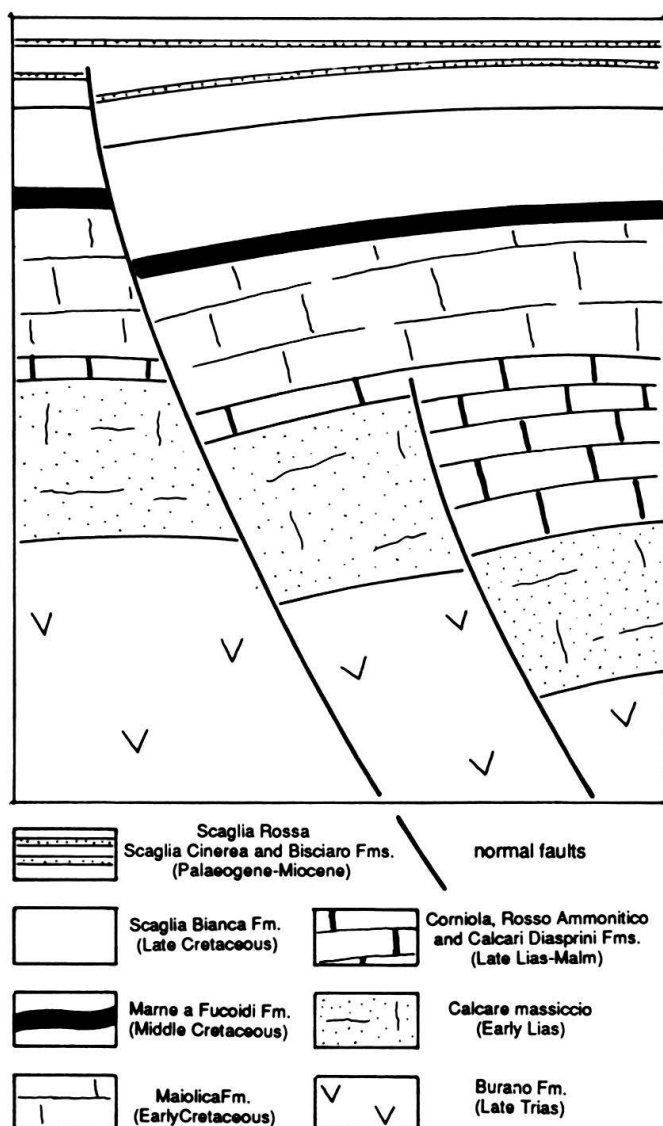 Scaglia Rossa
Scaglia Cinerea and Bisciaro Fms.
(Palaeogene-Miocene)
normal faults
Scaglia Bianca Fm.
(Late Cretaceous)
Corniola, Rosso Ammonitico
and Calcari Diasprini Fms.
(Late Lias-Malm)
Marne a Fucoidi Fm.
(Middle Cretaceous)
Calcare massiccio
(Early Lias)
MaiolicaFm.
(EarlyCretaceous)
Burano Fm.
(Late Trias)